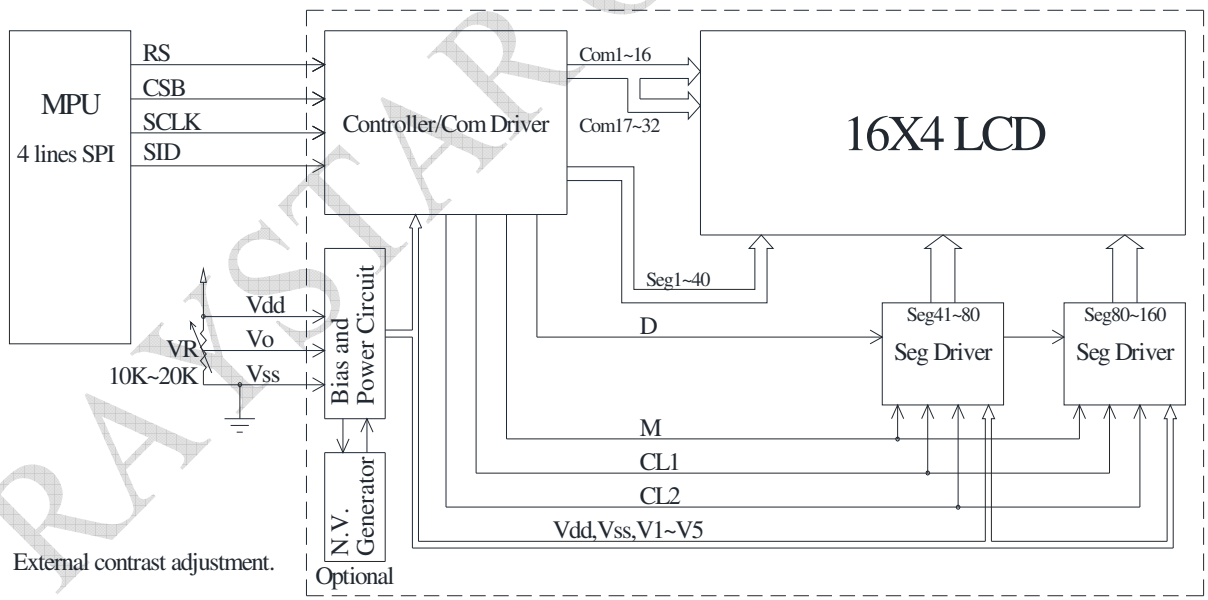 RS
CSB
SCLK
SID
MPU
4 lines SPI
Controller/Com Driver
Com1~16
Com17~32
16X4 LCD
Seg1~40
Vdd
Vo
VR
Vss
10K~20K
Bias and
Power Circuit
D
Seg41~80
Seg Driver
Seg80~160
Seg Driver
M
CL1
CL2
Vdd,Vss,V1~V5
N.V.
Generator
Optional
External contrast adjustment.
RAYSTAR